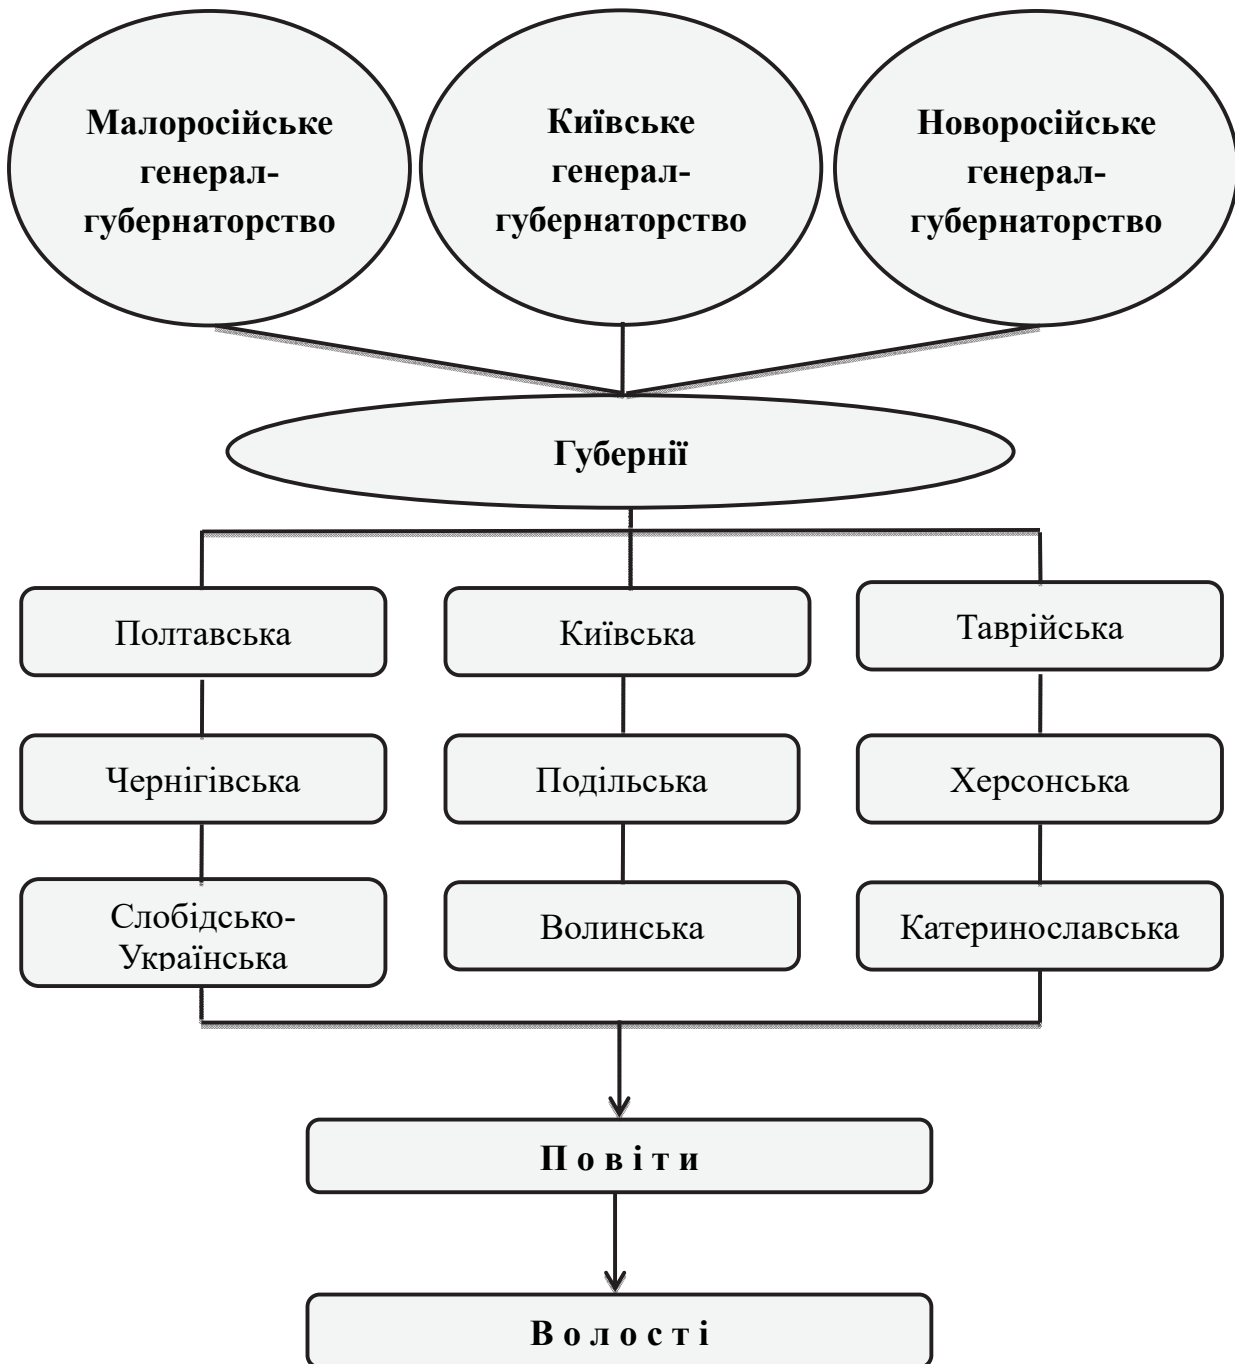 Малоросійське
генерал-
губернаторство
Київське
генерал-
губернаторство
Новоросійське
генерал-
губернаторство
Губернії
Полтавська
Київська
Таврійська
Чернігівська
Подільська
Херсонська
Слобідсько-
Українська
Волинська
Катеринославська
П о в і т и
В о л о с т і